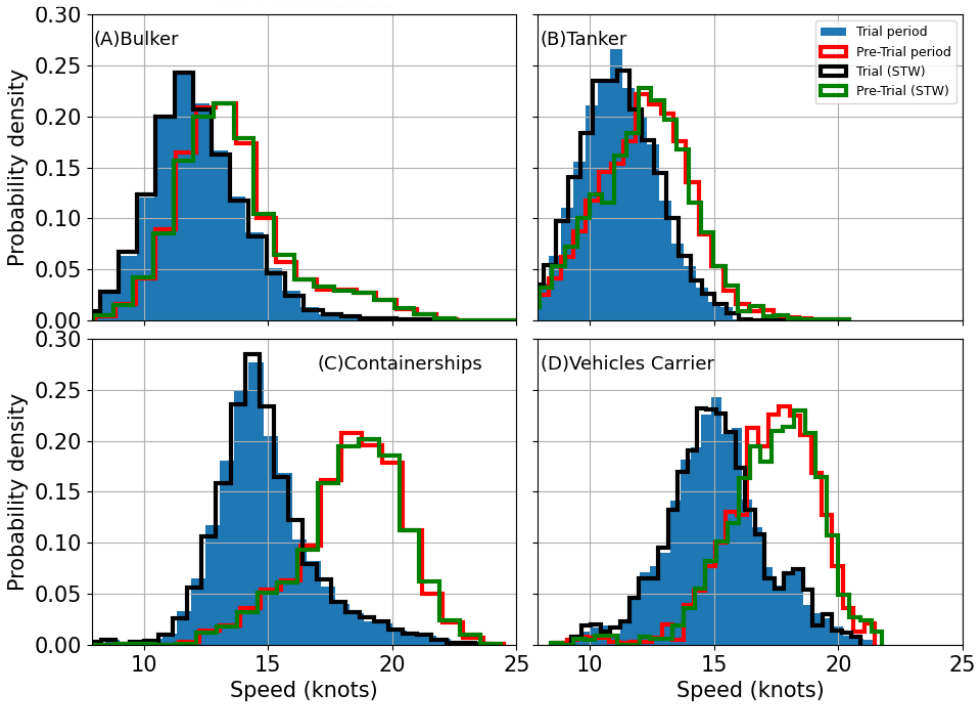 0.30
0.25
0.20
0.15
0.10
0.05
0.00
Probability density
(A)Bulker
(B)Tanker
Trial period
Pre-Trial period
Trial (STW)
Pre-Trial (STW)
0.30
0.25
0.20
0.15
0.10
0.05
0.00
Probability density
(C)Containerships
(D)Vehicles Carrier
10
15
20
25
Speed (knots)
10
15
20
25
Speed (knots)